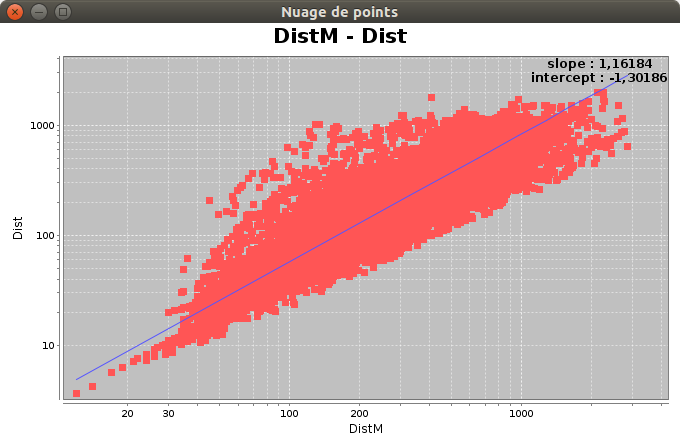 Nuage de points
DistM - Dist
slope : 1,16184
intercept : -1,30186
1000
100
10
Dist
20 30 100 200 1000
DistM